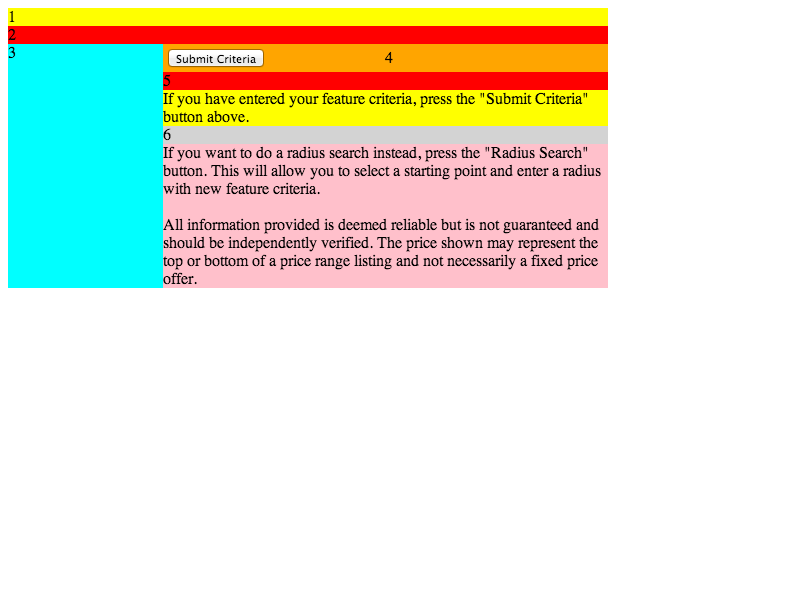 1
2
3
Submit Criteria 4
5
If you have entered your feature criteria, press the "Submit Criteria"
button above.
6
If you want to do a radius search instead, press the "Radius Search"
button. This will allow you to select a starting point and enter a radius
with new feature criteria.
All information provided is deemed reliable but is not guaranteed and
should be independently verified. The price shown may represent the
top or bottom of a price range listing and not necessarily a fixed price
offer.